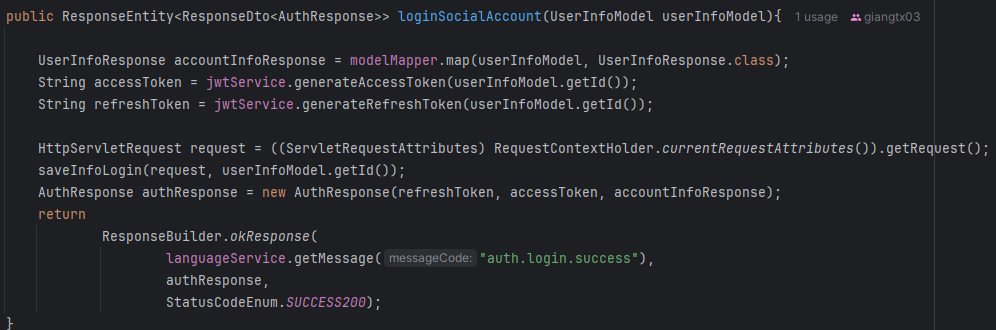 public ResponseEntity<ResponseDto<AuthResponse>> loginSocialAccount(UserInfoModel userInfoModel){ 1 usage giangtx03
UserInfoResponse accountInfoResponse = modelMapper.map(userInfoModel, UserInfoResponse.class);
String accessToken = jwtService.generateAccessToken(userInfoModel.getId());
String refreshToken = jwtService.generateRefreshToken(userInfoModel.getId());
HttpServletRequest request = ((ServletRequestAttributes) RequestContextHolder.currentRequestAttributes()).getRequest();
saveInfoLogin(request, userInfoModel.getId());
AuthResponse authResponse = new AuthResponse(refreshToken, accessToken, accountInfoResponse);
return
ResponseBuilder.okResponse(
languageService.getMessage( messageCode: "auth.login.success"),
authResponse,
StatusCodeEnum.SUCCESS200);
}